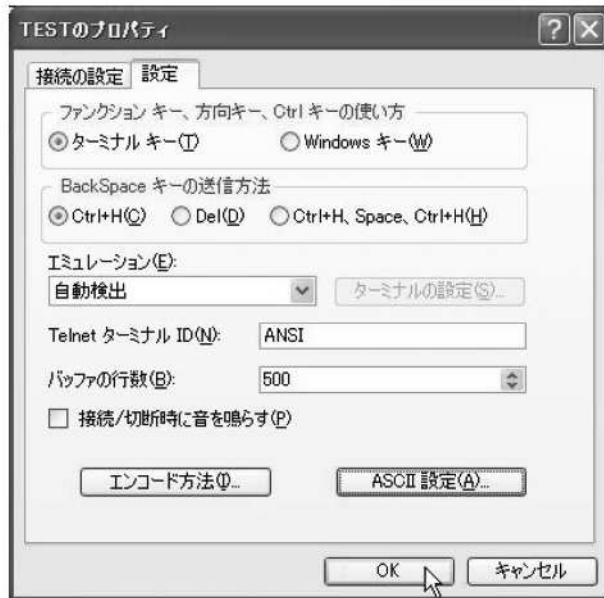 TESTのプロパティ
接続の設定 設定
ファンクション キー、方向キー、Ctrl キーの使い方
ターミナル キー(T) Windows キー(W)
BackSpace キーの送信方法
Ctrl+H(C) Del(D) Ctrl+H、Space、Ctrl+H(H)
エミュレーション(E):
自動検出 ターミナルの設定(S)...
Telnet ターミナル ID(N): ANSI
バッファの行数(B): 500
接続/切断時に音を鳴らす(P)
エンコード方法(I)... ASCII 設定(A)...
OK キャンセル